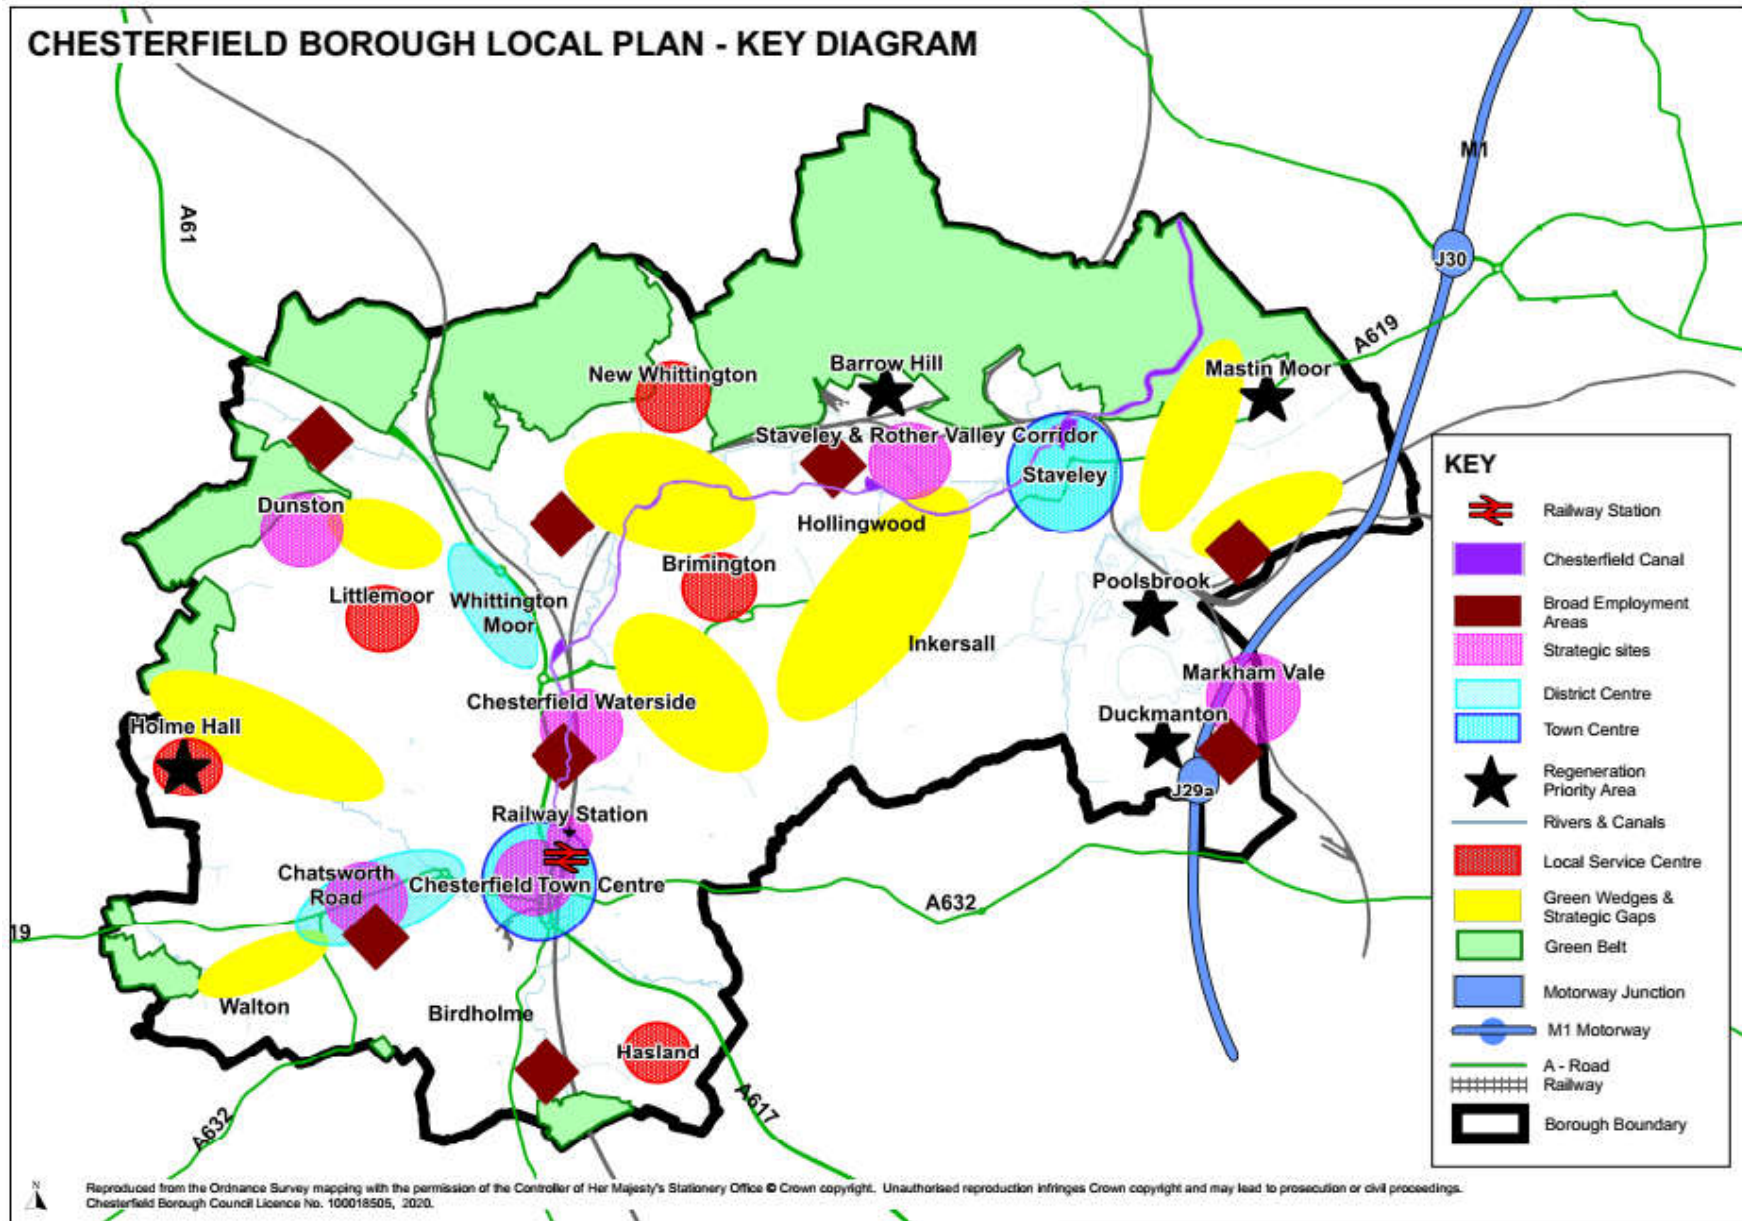 CHESTERFIELD BOROUGH LOCAL PLAN - KEY DIAGRAM
M1
A61
J30
A619
New Whittington
Barrow Hill
Mastin Moor
Staveley & Rother Valley Corridor
Staveley
Dunston
Hollingwood
Brimington
Littlemoor
Whittington
Moor
Poolsbrook
Inkersall
Markham Vale
Chesterfield Waterside
Duckmanton
Holme Hall
J29a
Railway Station
Chatsworth
Road
Chesterfield Town Centre
A632
19
Walton
Birdholme
Hasland
A632
A617
KEY
Railway Station
Chesterfield Canal
Broad Employment
Areas
Strategic sites
District Centre
Town Centre
Regeneration
Priority Area
Rivers & Canals
Local Service Centre
Green Wedges &
Strategic Gaps
Green Belt
Motorway Junction
M1 Motorway
A - Road
Railway
Borough Boundary
N
Reproduced from the Ordnance Survey mapping with the permission of the Controller of Her Majesty's Stationery Office © Crown copyright. Unauthorised reproduction infringes Crown copyright and may lead to prosecution or civil proceedings.
Chesterfield Borough Council Licence No. 100018505, 2020.